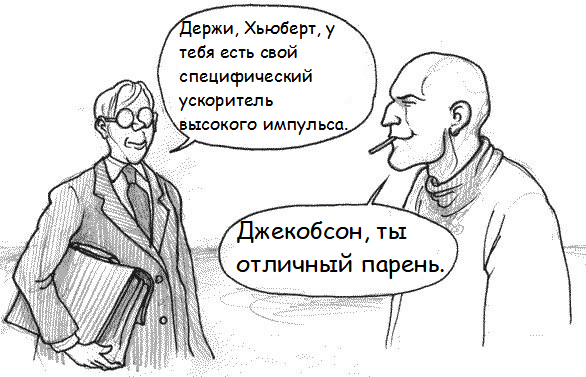 Держи, Хьюберт, у
тебя есть свой
специфический
ускоритель
высокого импульса.
Джекобсон, ты
отличный парень.